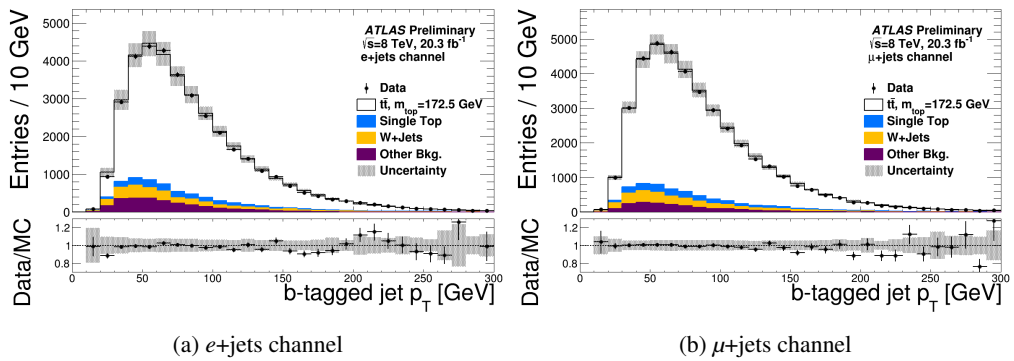 Entries / 10 GeV
5000
4000
3000
2000
1000
0
ATLAS Preliminary
√s=8 TeV, 20.3 fb⁻¹
e+jets channel
Data
tt̄, m_top=172.5 GeV
Single Top
W+Jets
Other Bkg.
Uncertainty
Data/MC
1.2
1
0.8
0 50 100 150 200 250 300
b-tagged jet p_T [GeV]
(a) e+jets channel
Entries / 10 GeV
5000
4000
3000
2000
1000
0
ATLAS Preliminary
√s=8 TeV, 20.3 fb⁻¹
μ+jets channel
Data
tt̄, m_top=172.5 GeV
Single Top
W+Jets
Other Bkg.
Uncertainty
Data/MC
1.2
1
0.8
0 50 100 150 200 250 300
b-tagged jet p_T [GeV]
(b) μ+jets channel